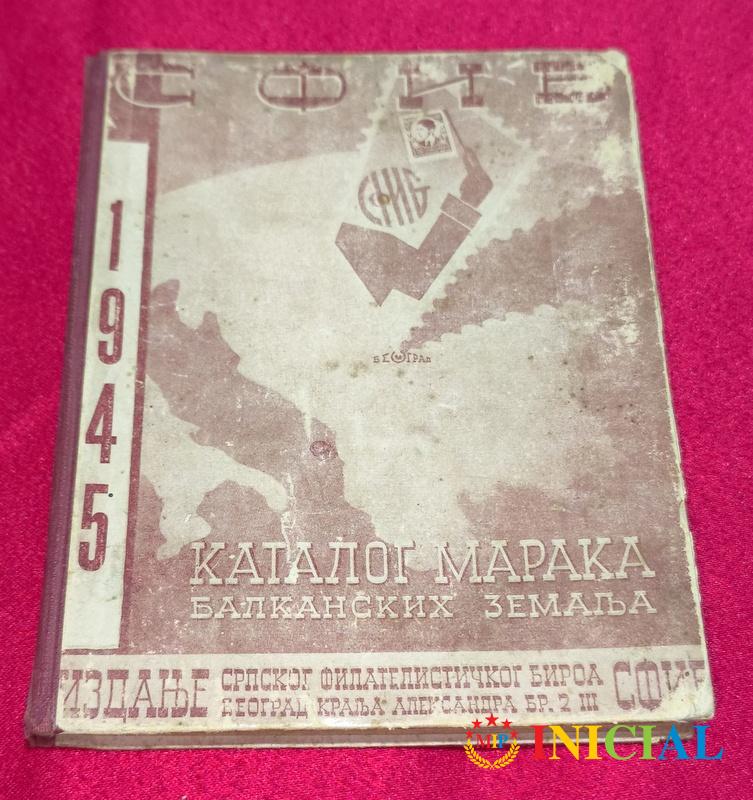 СФИБ
1945
СФИБ
БЕОГРАД
КАТАЛОГ МАРАКА
БАЛКАНСКИХ ЗЕМАЉА
ИЗДАЊЕ СРПСКОГ ФИЛАТЕЛИСТИЧКОГ БИРОА СФИБ
БЕОГРАД КРАЉА АЛЕКСАНДРА БР. 2 III
MIP INICIAL